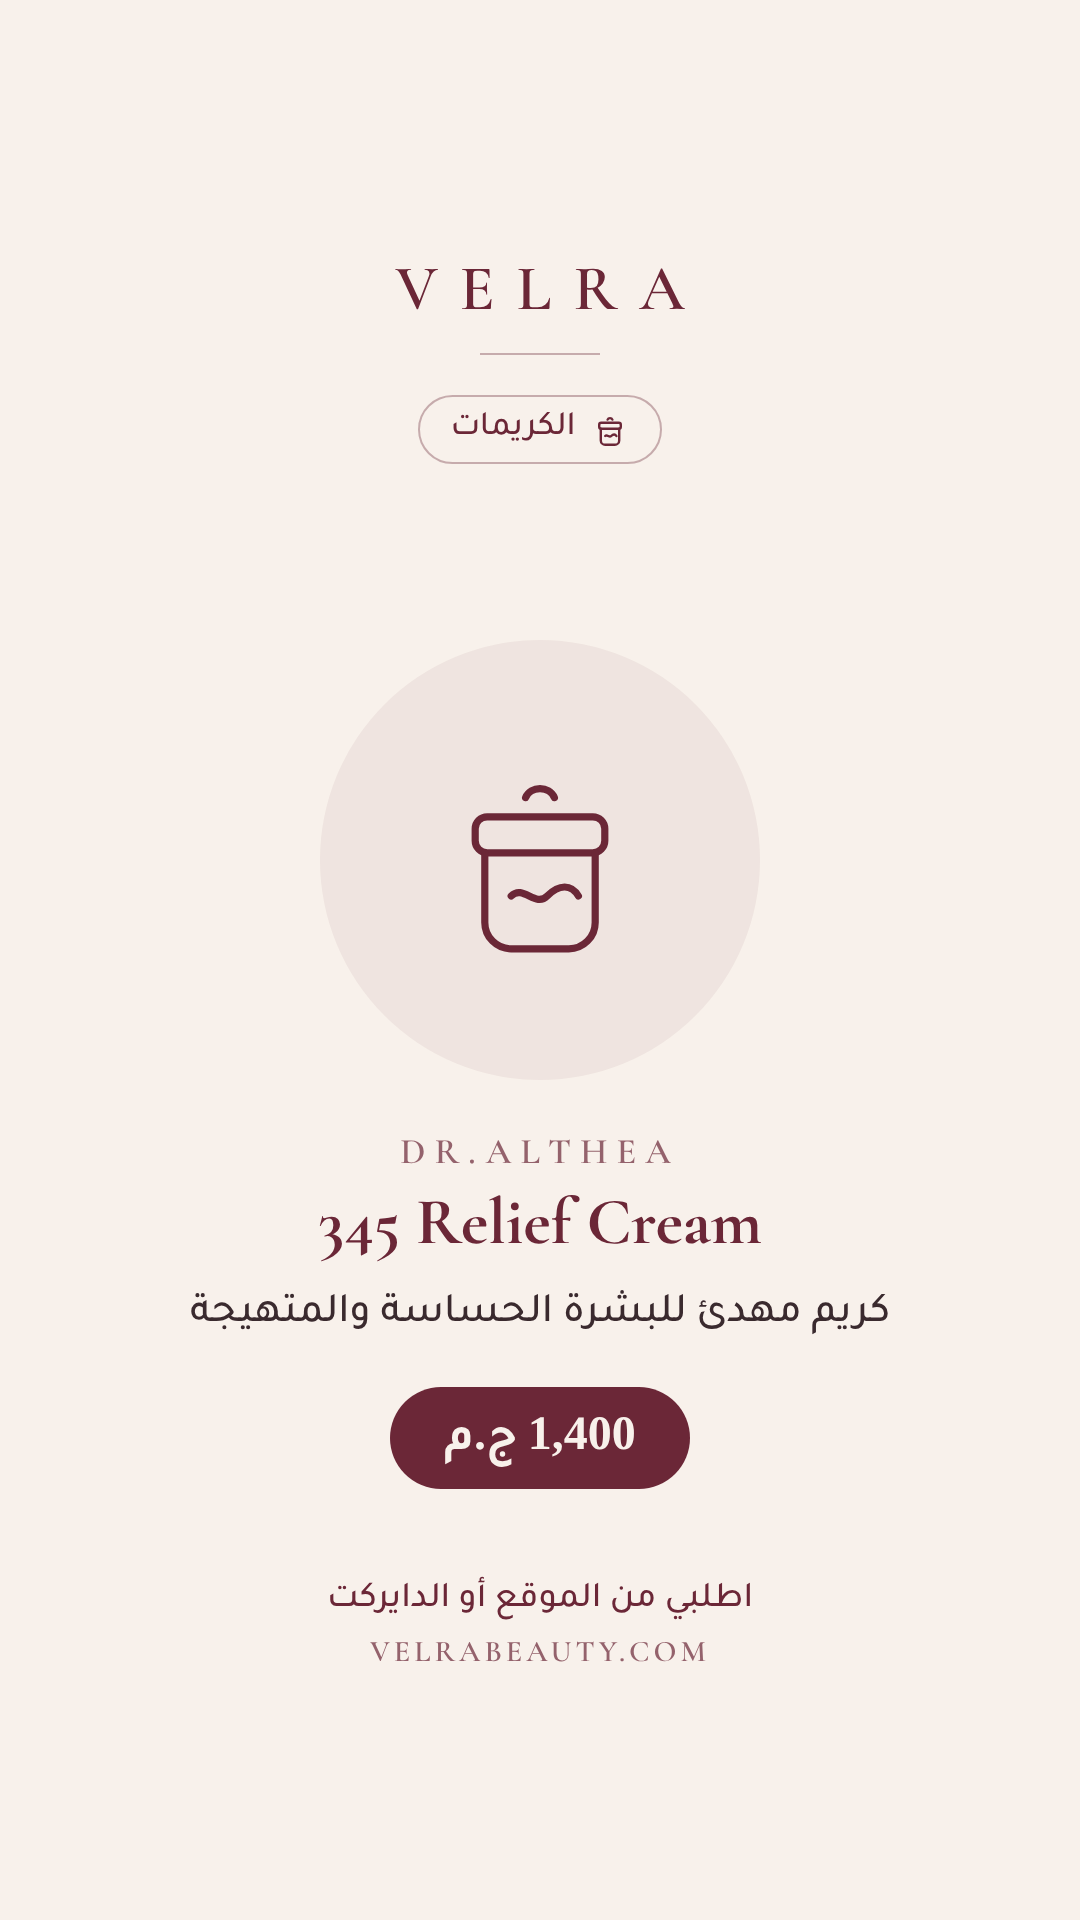 VELRA
الكريمات
DR.ALTHEA
345 Relief Cream
كريم مهدئ للبشرة الحساسة والمتهيجة
1,400 ج.م
اطلبي من الموقع أو الدايركت
VELRABEAUTY.COM